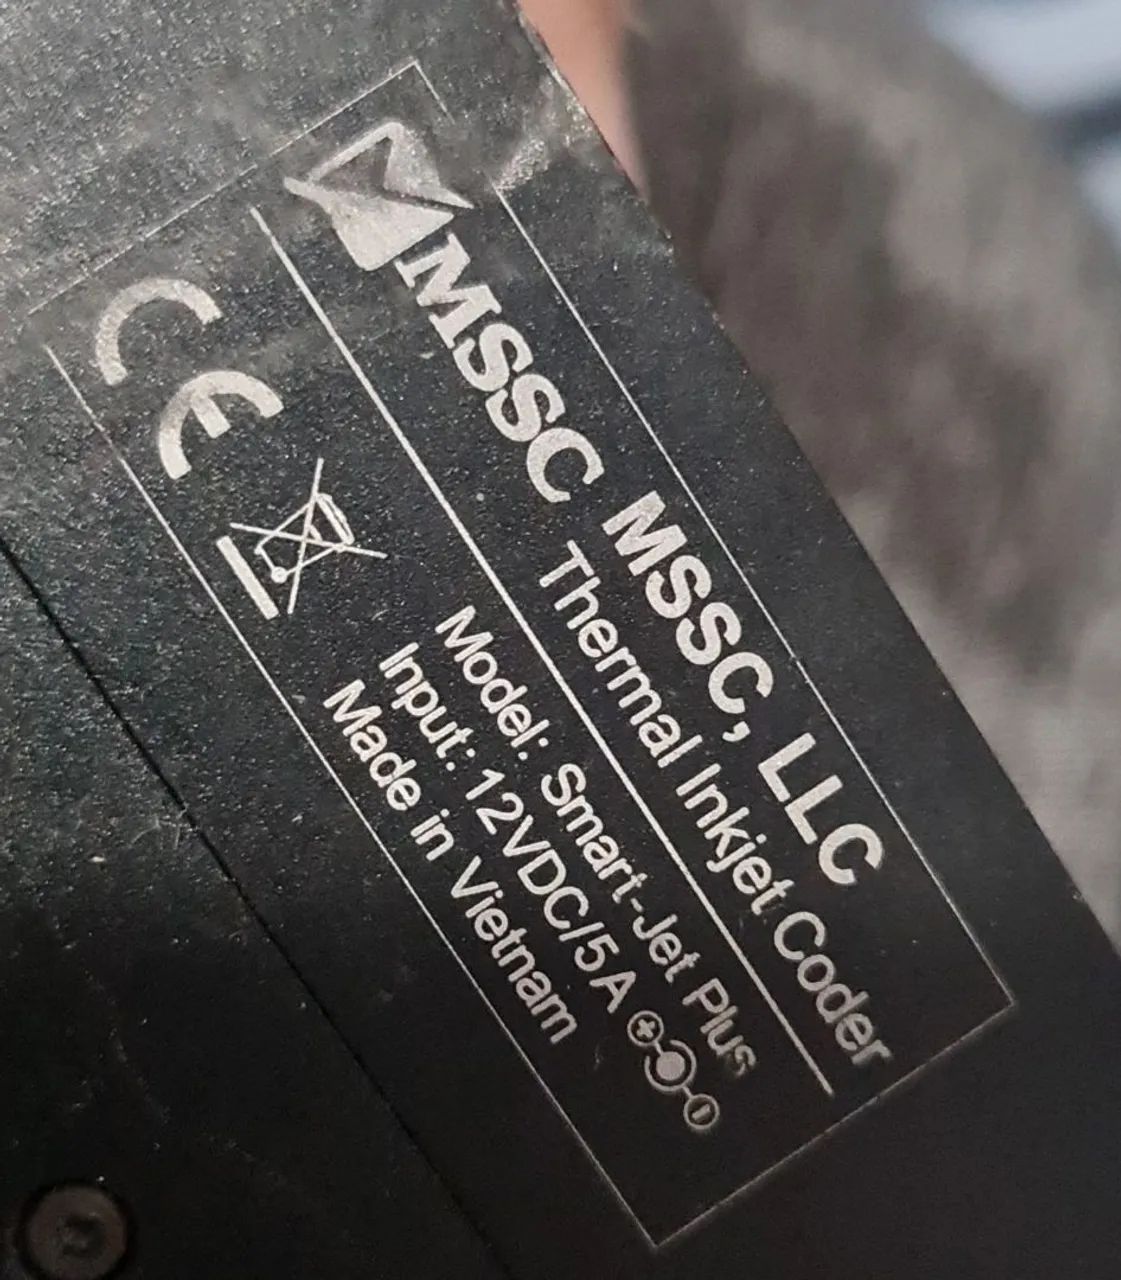 MSSC MSSC, LLC
Thermal Inkjet Coder
CE
Model: Smart-Jet Plus
Input: 12VDC/5A
Made in Vietnam